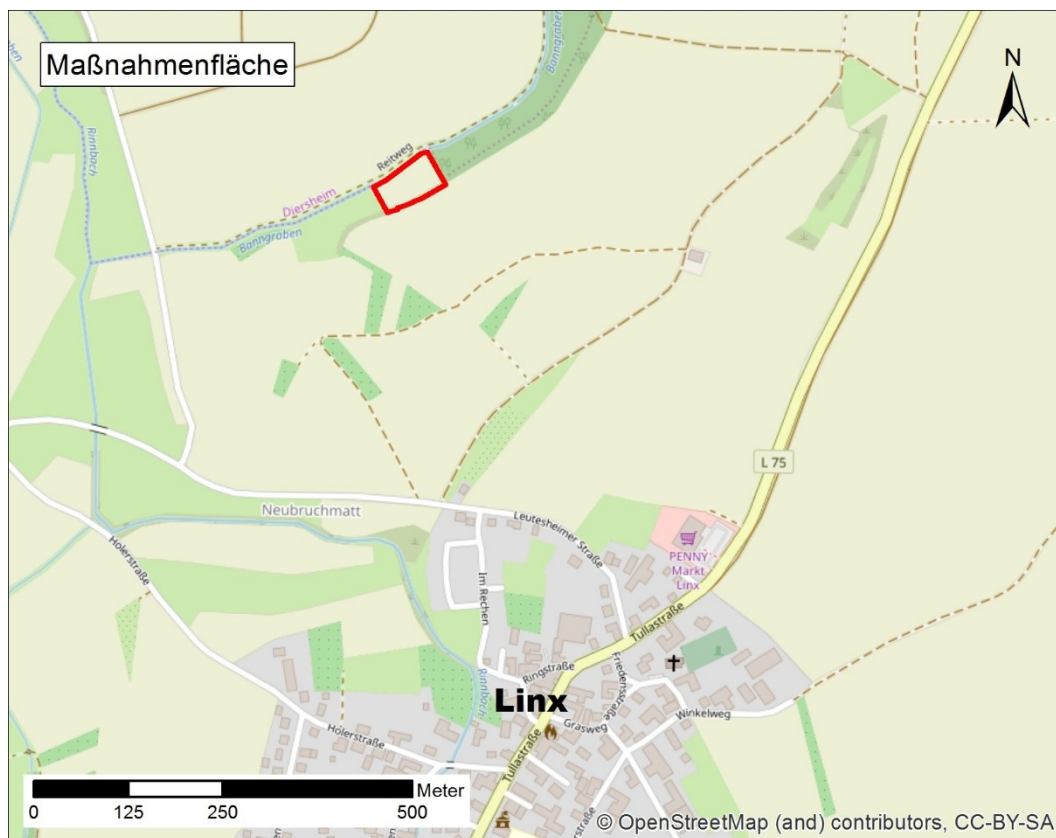 Maßnahmenfläche
N
Banngraben
Rinnbach
Reitweg
Diersheim
Banngraben
L 75
Neubruchmatt
Leutesheimer Straße
Holerstraße
PENNY
Markt
Linx
Im Rechen
Tullastraße
Ringstraße
Friedensstraße
Rinnbach
Linx
Winkelweg
Grasweg
Holerstraße
Tullastraße
Meter
0 125 250 500
© OpenStreetMap (and) contributors, CC-BY-SA